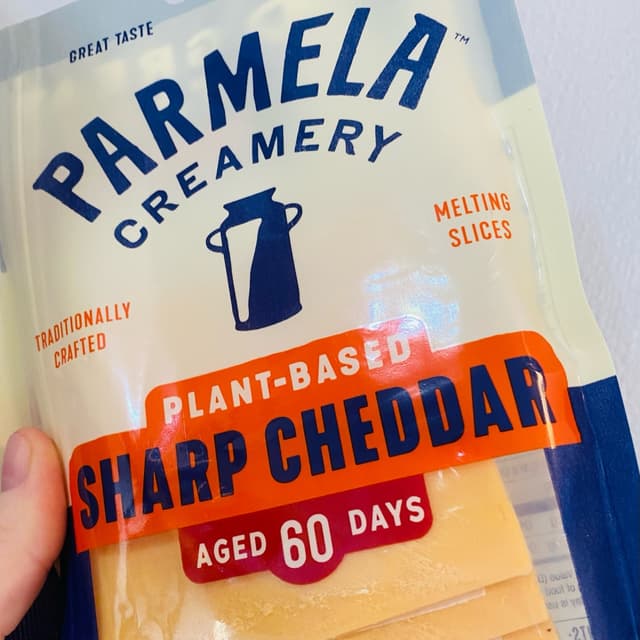 GREAT TASTE
PARMELA™
CREAMERY
MELTING
SLICES
TRADITIONALLY
CRAFTED
PLANT-BASED
SHARP CHEDDAR
AGED 60 DAYS